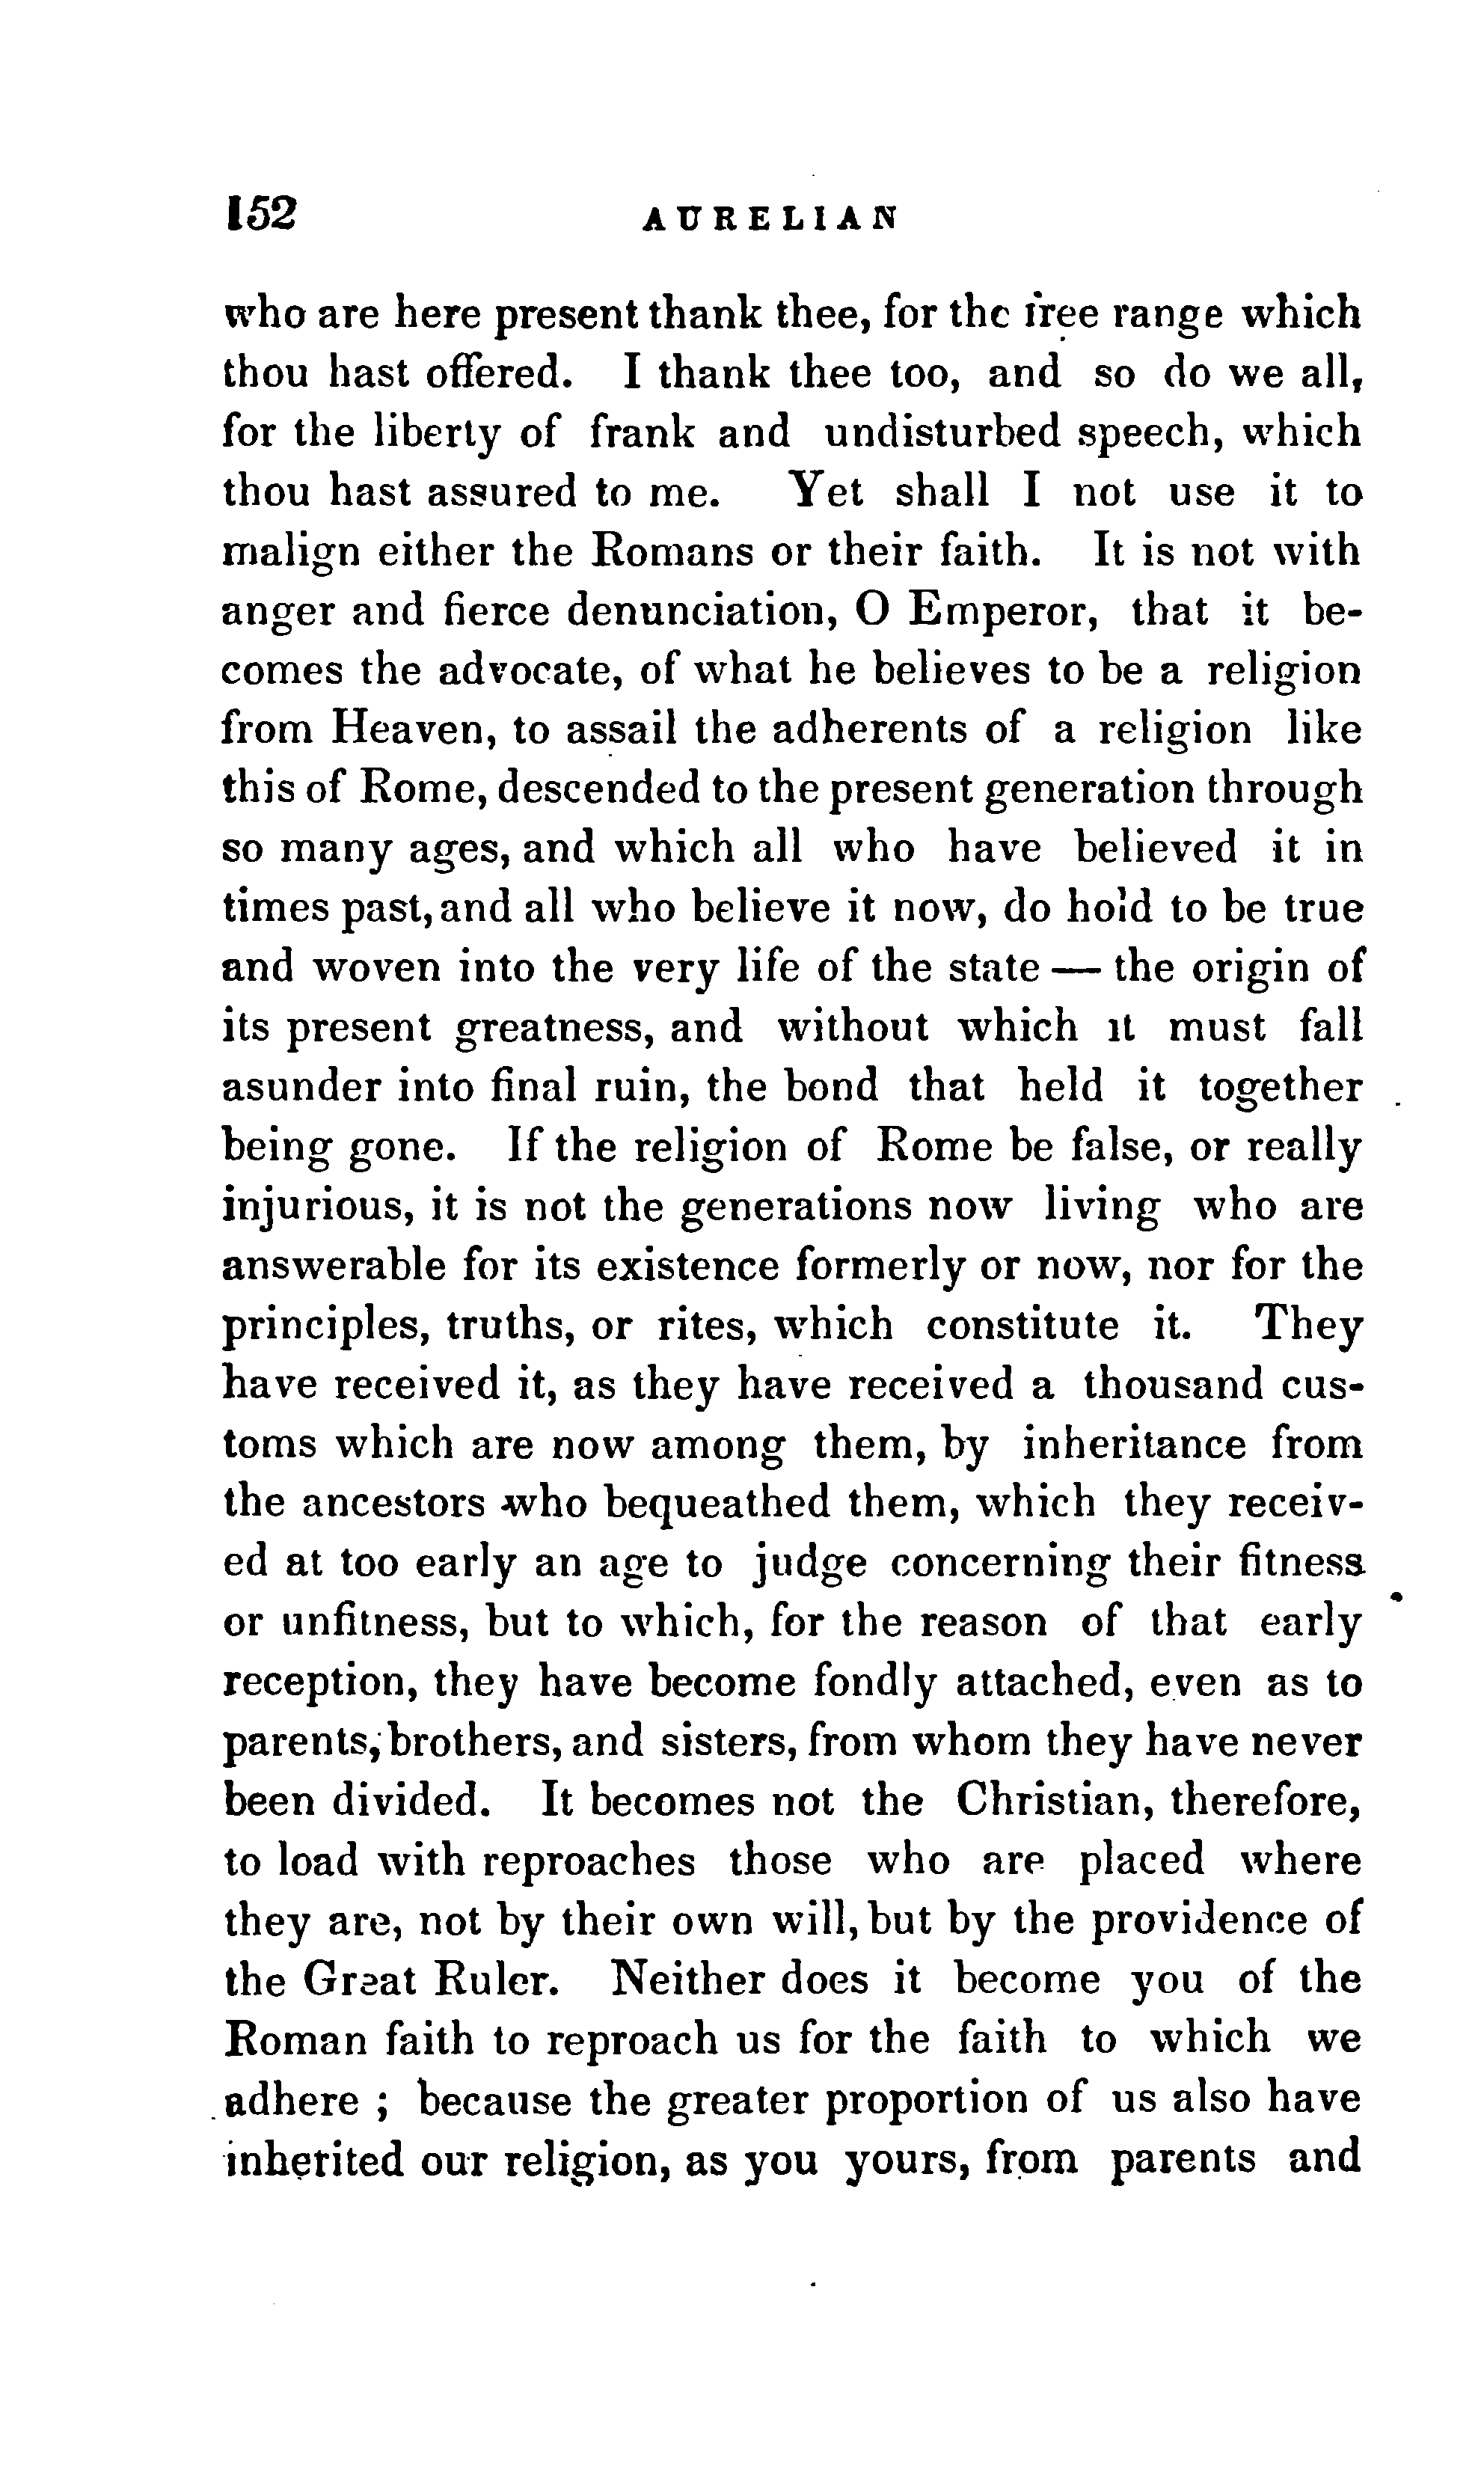 152 AURELIAN
who are here present thank thee, for the free range which
thou hast offered. I thank thee too, and so do we all,
for the liberty of frank and undisturbed speech, which
thou hast assured to me. Yet shall I not use it to
malign either the Romans or their faith. It is not with
anger and fierce denunciation, O Emperor, that it be-
comes the advocate, of what he believes to be a religion
from Heaven, to assail the adherents of a religion like
this of Rome, descended to the present generation through
so many ages, and which all who have believed it in
times past, and all who believe it now, do hold to be true
and woven into the very life of the state — the origin of
its present greatness, and without which it must fall
asunder into final ruin, the bond that held it together
being gone. If the religion of Rome be false, or really
injurious, it is not the generations now living who are
answerable for its existence formerly or now, nor for the
principles, truths, or rites, which constitute it. They
have received it, as they have received a thousand cus-
toms which are now among them, by inheritance from
the ancestors who bequeathed them, which they receiv-
ed at too early an age to judge concerning their fitness
or unfitness, but to which, for the reason of that early
reception, they have become fondly attached, even as to
parents, brothers, and sisters, from whom they have never
been divided. It becomes not the Christian, therefore,
to load with reproaches those who are placed where
they are, not by their own will, but by the providence of
the Great Ruler. Neither does it become you of the
Roman faith to reproach us for the faith to which we
adhere ; because the greater proportion of us also have
inherited our religion, as you yours, from parents and